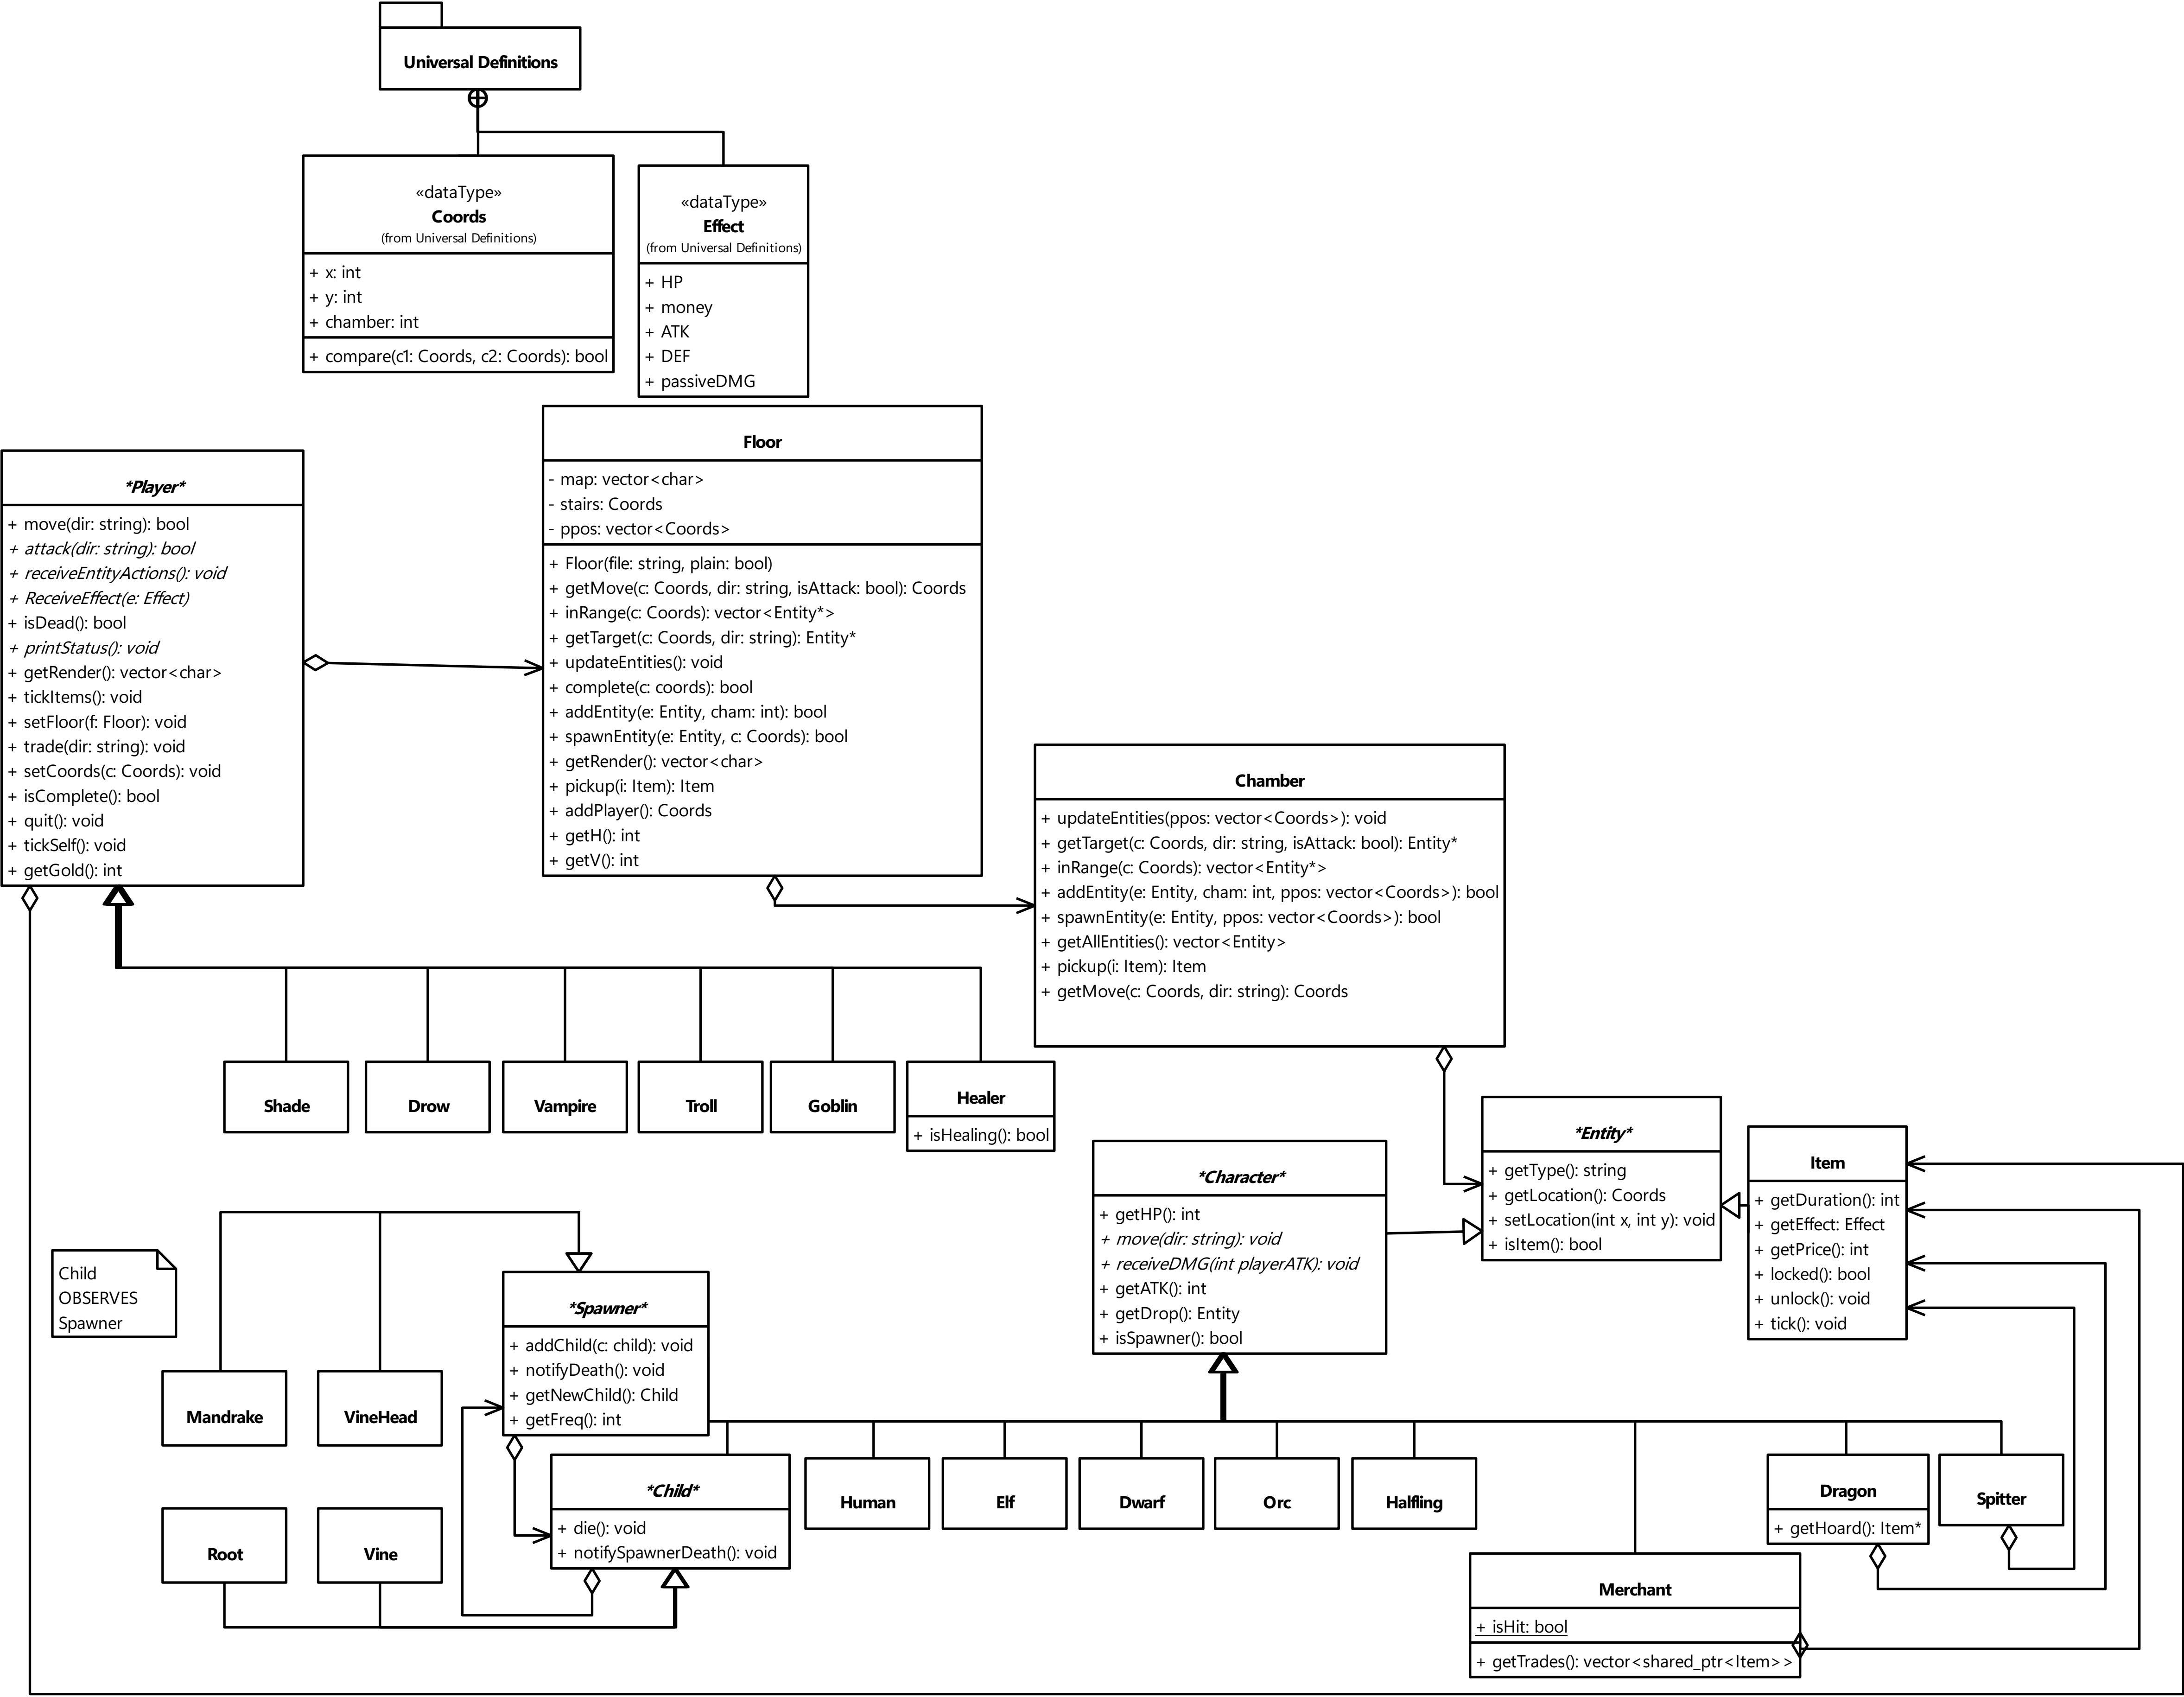 Universal Definitions
«dataType»
Coords
(from Universal Definitions)
+ x: int
+ y: int
+ chamber: int
+ compare(c1: Coords, c2: Coords): bool
«dataType»
Effect
(from Universal Definitions)
+ HP
+ money
+ ATK
+ DEF
+ passiveDMG
*Player*
+ move(dir: string): bool
+ attack(dir: string): bool
+ receiveEntityActions(): void
+ ReceiveEffect(e: Effect)
+ isDead(): bool
+ printStatus(): void
+ getRender(): vector<char>
+ tickItems(): void
+ setFloor(f: Floor): void
+ trade(dir: string): void
+ setCoords(c: Coords): void
+ isComplete(): bool
+ quit(): void
+ tickSelf(): void
+ getGold(): int
Floor
- map: vector<char>
- stairs: Coords
- ppos: vector<Coords>
+ Floor(file: string, plain: bool)
+ getMove(c: Coords, dir: string, isAttack: bool): Coords
+ inRange(c: Coords): vector<Entity*>
+ getTarget(c: Coords, dir: string): Entity*
+ updateEntities(): void
+ complete(c: coords): bool
+ addEntity(e: Entity, cham: int): bool
+ spawnEntity(e: Entity, c: Coords): bool
+ getRender(): vector<char>
+ pickup(i: Item): Item
+ addPlayer(): Coords
+ getH(): int
+ getV(): int
Chamber
+ updateEntities(ppos: vector<Coords>): void
+ getTarget(c: Coords, dir: string, isAttack: bool): Entity*
+ inRange(c: Coords): vector<Entity*>
+ addEntity(e: Entity, cham: int, ppos: vector<Coords>): bool
+ spawnEntity(e: Entity, ppos: vector<Coords>): bool
+ getAllEntities(): vector<Entity>
+ pickup(i: Item): Item
+ getMove(c: Coords, dir: string): Coords
Shade
Drow
Vampire
Troll
Goblin
Healer
+ isHealing(): bool
*Character*
+ getHP(): int
+ move(dir: string): void
+ receiveDMG(int playerATK): void
+ getATK(): int
+ getDrop(): Entity
+ isSpawner(): bool
*Entity*
+ getType(): string
+ getLocation(): Coords
+ setLocation(int x, int y): void
+ isItem(): bool
Item
+ getDuration(): int
+ getEffect: Effect
+ getPrice(): int
+ locked(): bool
+ unlock(): void
+ tick(): void
Child
OBSERVES
Spawner
*Spawner*
+ addChild(c: child): void
+ notifyDeath(): void
+ getNewChild(): Child
+ getFreq(): int
Mandrake
VineHead
*Child*
+ die(): void
+ notifySpawnerDeath(): void
Human
Elf
Dwarf
Orc
Halfling
Dragon
+ getHoard(): Item*
Spitter
Root
Vine
Merchant
+ isHit: bool
+ getTrades(): vector<shared_ptr<Item>>